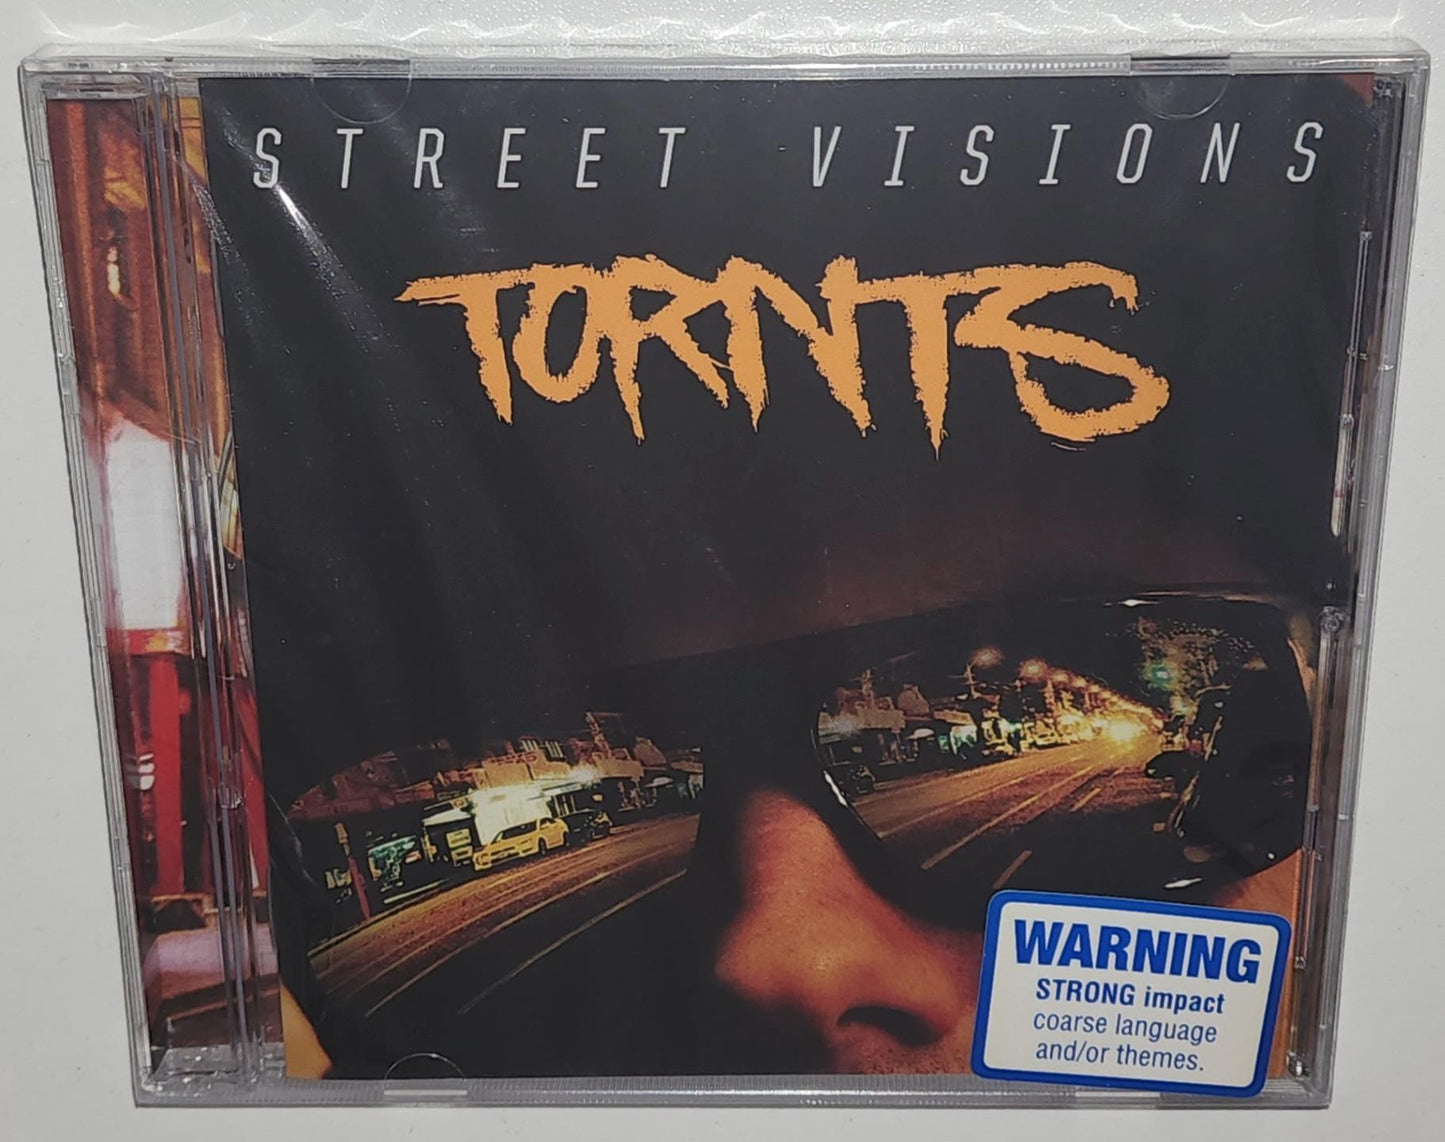 STREET VISIONS
TORNTS
WARNING
STRONG impact
coarse language
and/or themes.